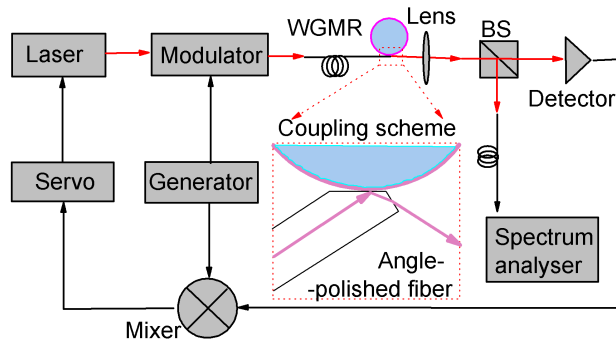 Laser
Modulator
WGMR
Lens
BS
Detector
Coupling scheme
Servo
Generator
Spectrum
analyser
Angle-
-polished fiber
Mixer